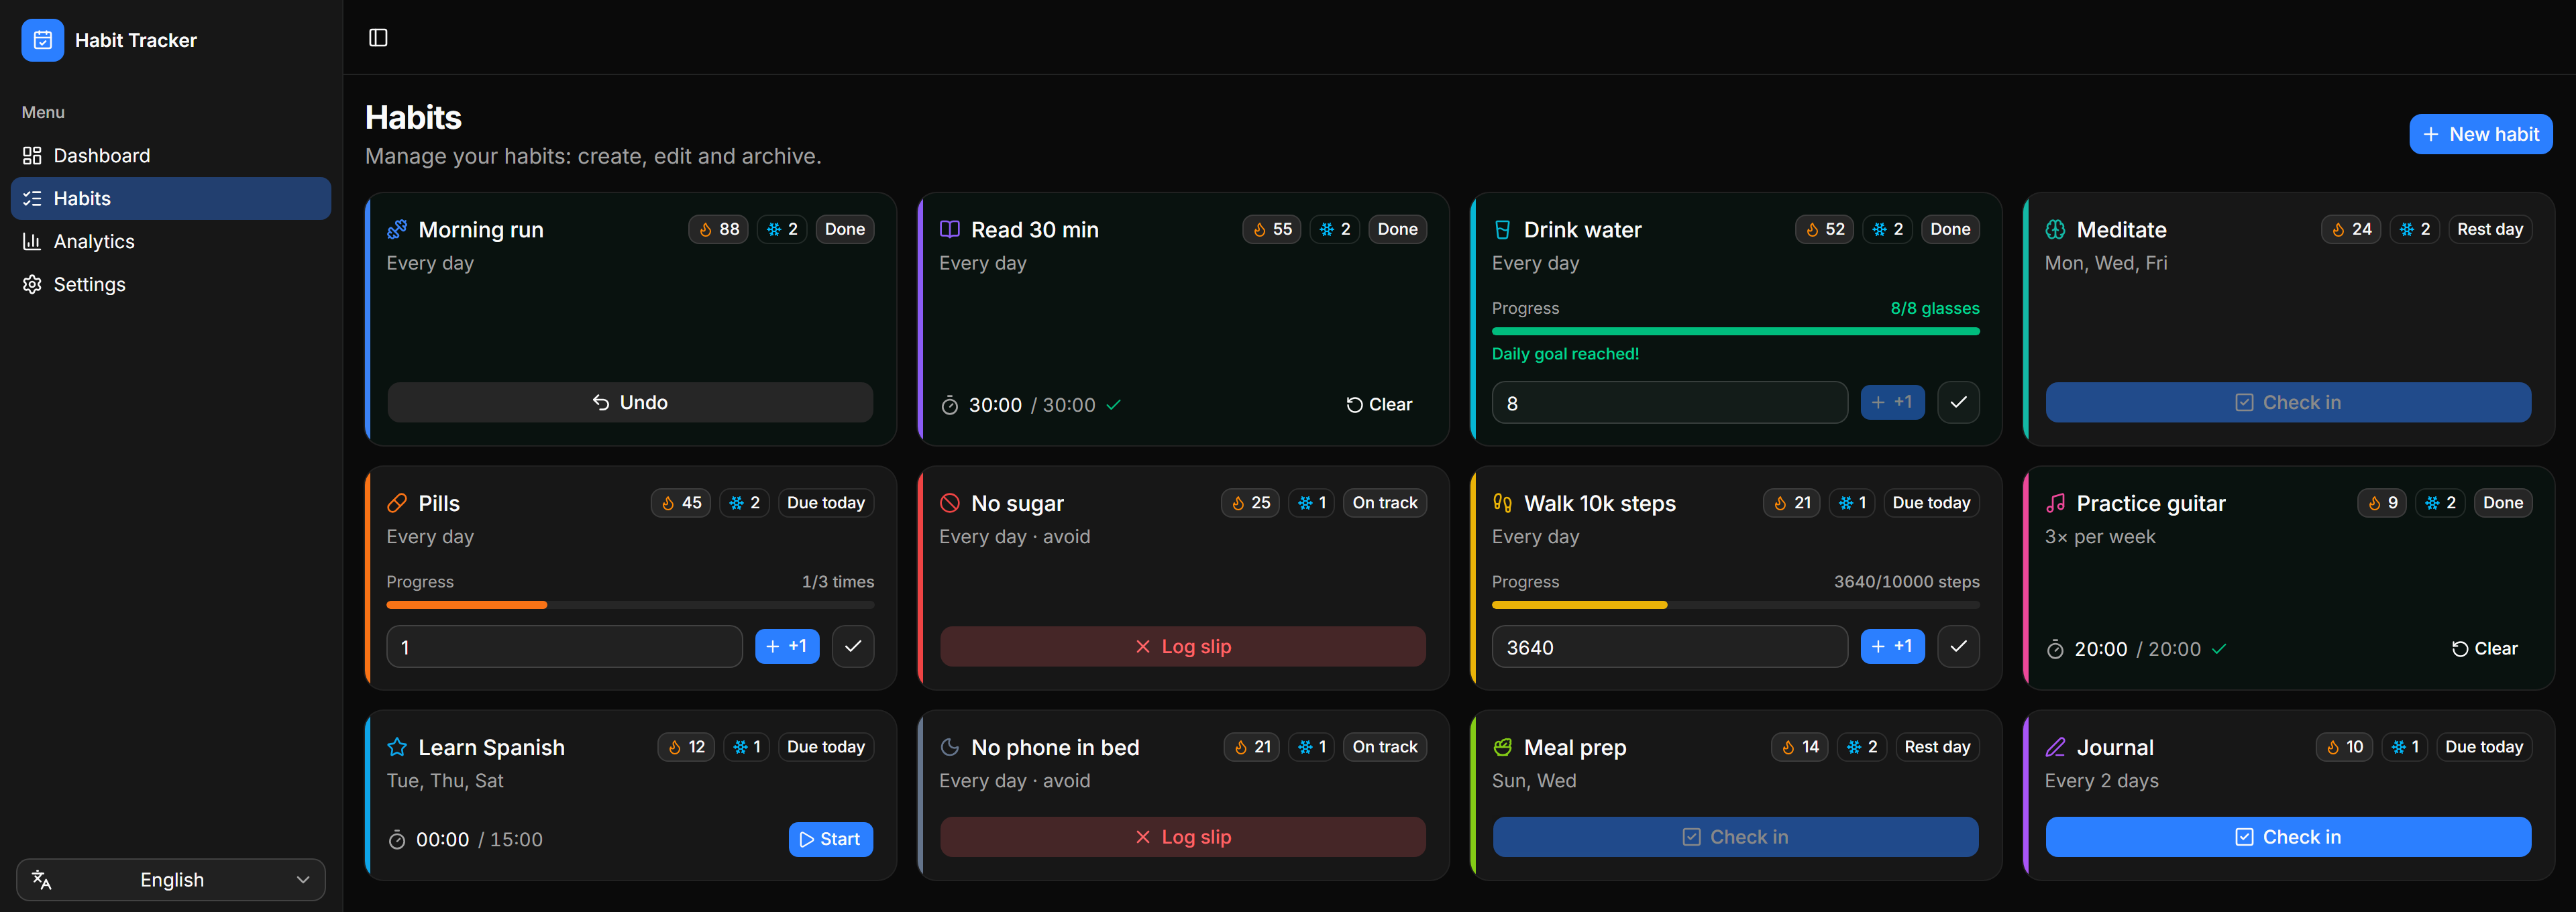 Habit Tracker
Menu
Dashboard
Habits
Analytics
Settings
English
Habits
Manage your habits: create, edit and archive.
New habit
Morning run 88 2 Done
Every day
Undo
Read 30 min 55 2 Done
Every day
30:00 / 30:00 Clear
Drink water 52 2 Done
Every day
Progress 8/8 glasses
Daily goal reached!
8 +1
Meditate 24 2 Rest day
Mon, Wed, Fri
Check in
Pills 45 2 Due today
Every day
Progress 1/3 times
1 +1
No sugar 25 1 On track
Every day · avoid
Log slip
Walk 10k steps 21 1 Due today
Every day
Progress 3640/10000 steps
3640 +1
Practice guitar 9 2 Done
3× per week
20:00 / 20:00 Clear
Learn Spanish 12 1 Due today
Tue, Thu, Sat
00:00 / 15:00 Start
No phone in bed 21 1 On track
Every day · avoid
Log slip
Meal prep 14 2 Rest day
Sun, Wed
Check in
Journal 10 1 Due today
Every 2 days
Check in